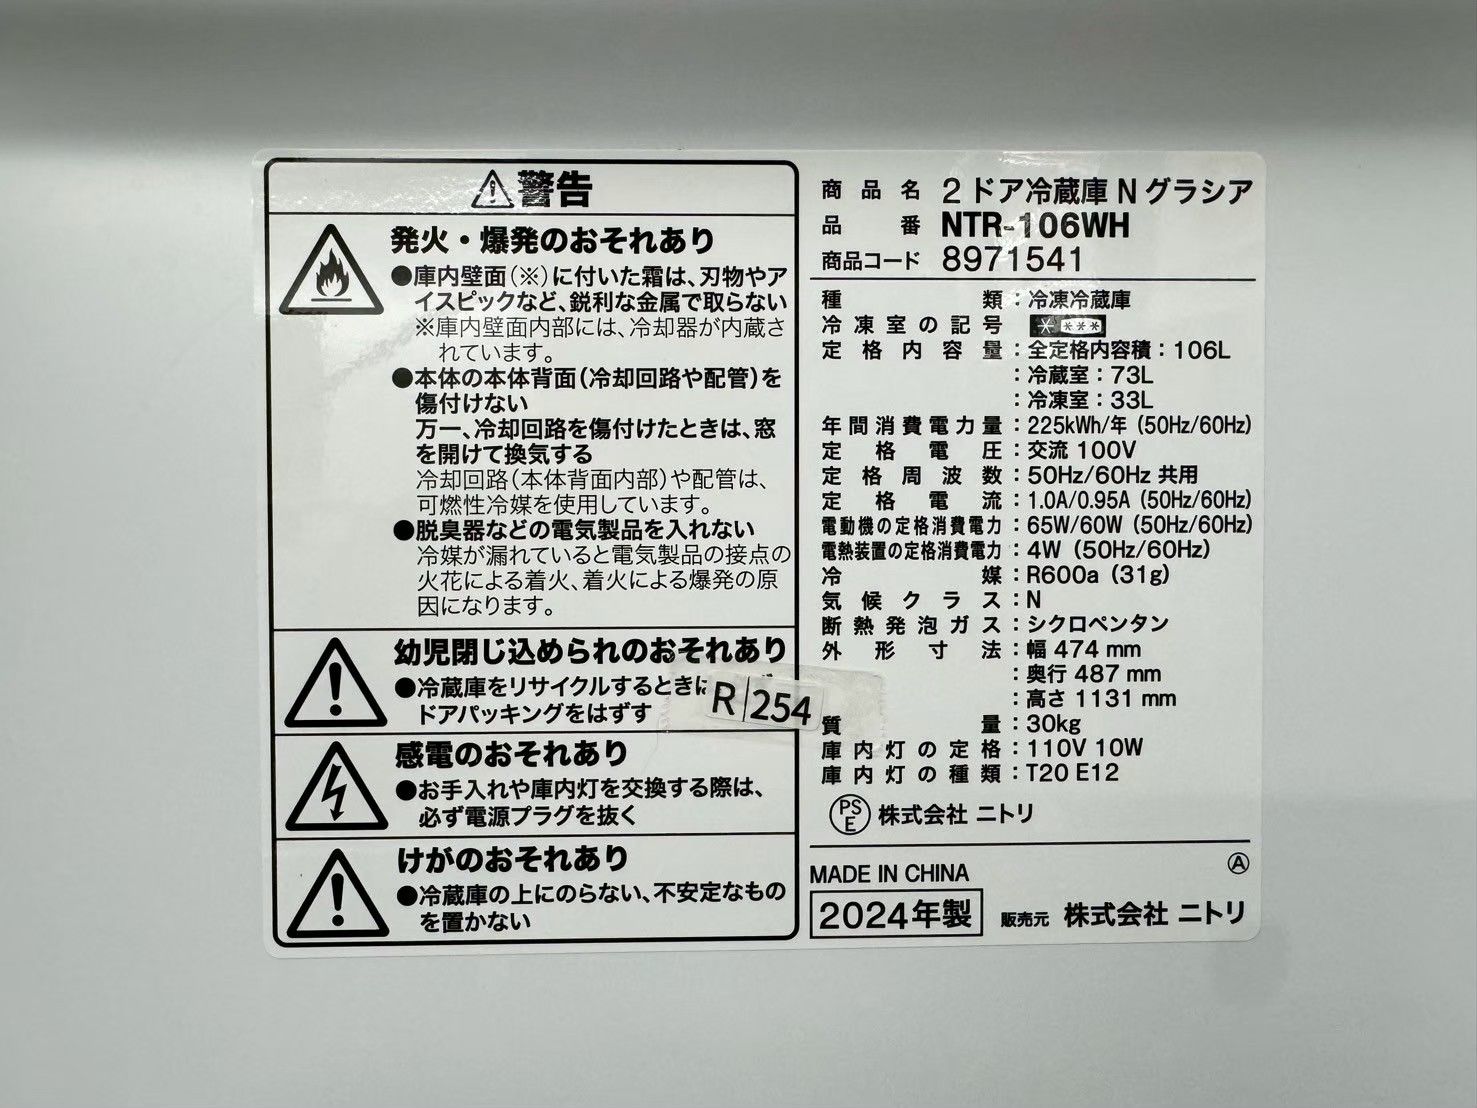 警告
発火・爆発のおそれあり
●庫内壁面(※)に付いた霜は、刃物やア
イスピックなど、鋭利な金属で取らない
※庫内壁面内部には、冷却器が内蔵さ
れています。
●本体の本体背面(冷却回路や配管)を
傷付けない
万一、冷却回路を傷付けたときは、窓
を開けて換気する
冷却回路(本体背面内部)や配管は、
可燃性冷媒を使用しています。
●脱臭器などの電気製品を入れない
冷媒が漏れていると電気製品の接点の
火花による着火、着火による爆発の原
因になります。
幼児閉じ込められのおそれあり
●冷蔵庫をリサイクルするときに
ドアパッキングをはずす
R|254
感電のおそれあり
●お手入れや庫内灯を交換する際は、
必ず電源プラグを抜く
けがのおそれあり
●冷蔵庫の上にのらない、不安定なもの
を置かない
商品名 2ドア冷蔵庫 N グラシア
品番 NTR-106WH
商品コード 8971541
種類：冷凍冷蔵庫
冷凍室の記号 * ***
定格内容量：全定格内容積：106L
：冷蔵室：73L
：冷凍室：33L
年間消費電力量：225kWh/年 (50Hz/60Hz)
定格電圧：交流 100V
定格周波数：50Hz/60Hz 共用
定格電流：1.0A/0.95A (50Hz/60Hz)
電動機の定格消費電力：65W/60W (50Hz/60Hz)
電熱装置の定格消費電力：4W (50Hz/60Hz)
冷媒：R600a (31g)
気候クラス：N
断熱発泡ガス：シクロペンタン
外形寸法：幅 474 mm
：奥行 487 mm
：高さ 1131 mm
質量：30kg
庫内灯の定格：110V 10W
庫内灯の種類：T20 E12
PSE 株式会社 ニトリ
MADE IN CHINA Ⓐ
2024年製 販売元 株式会社 ニトリ